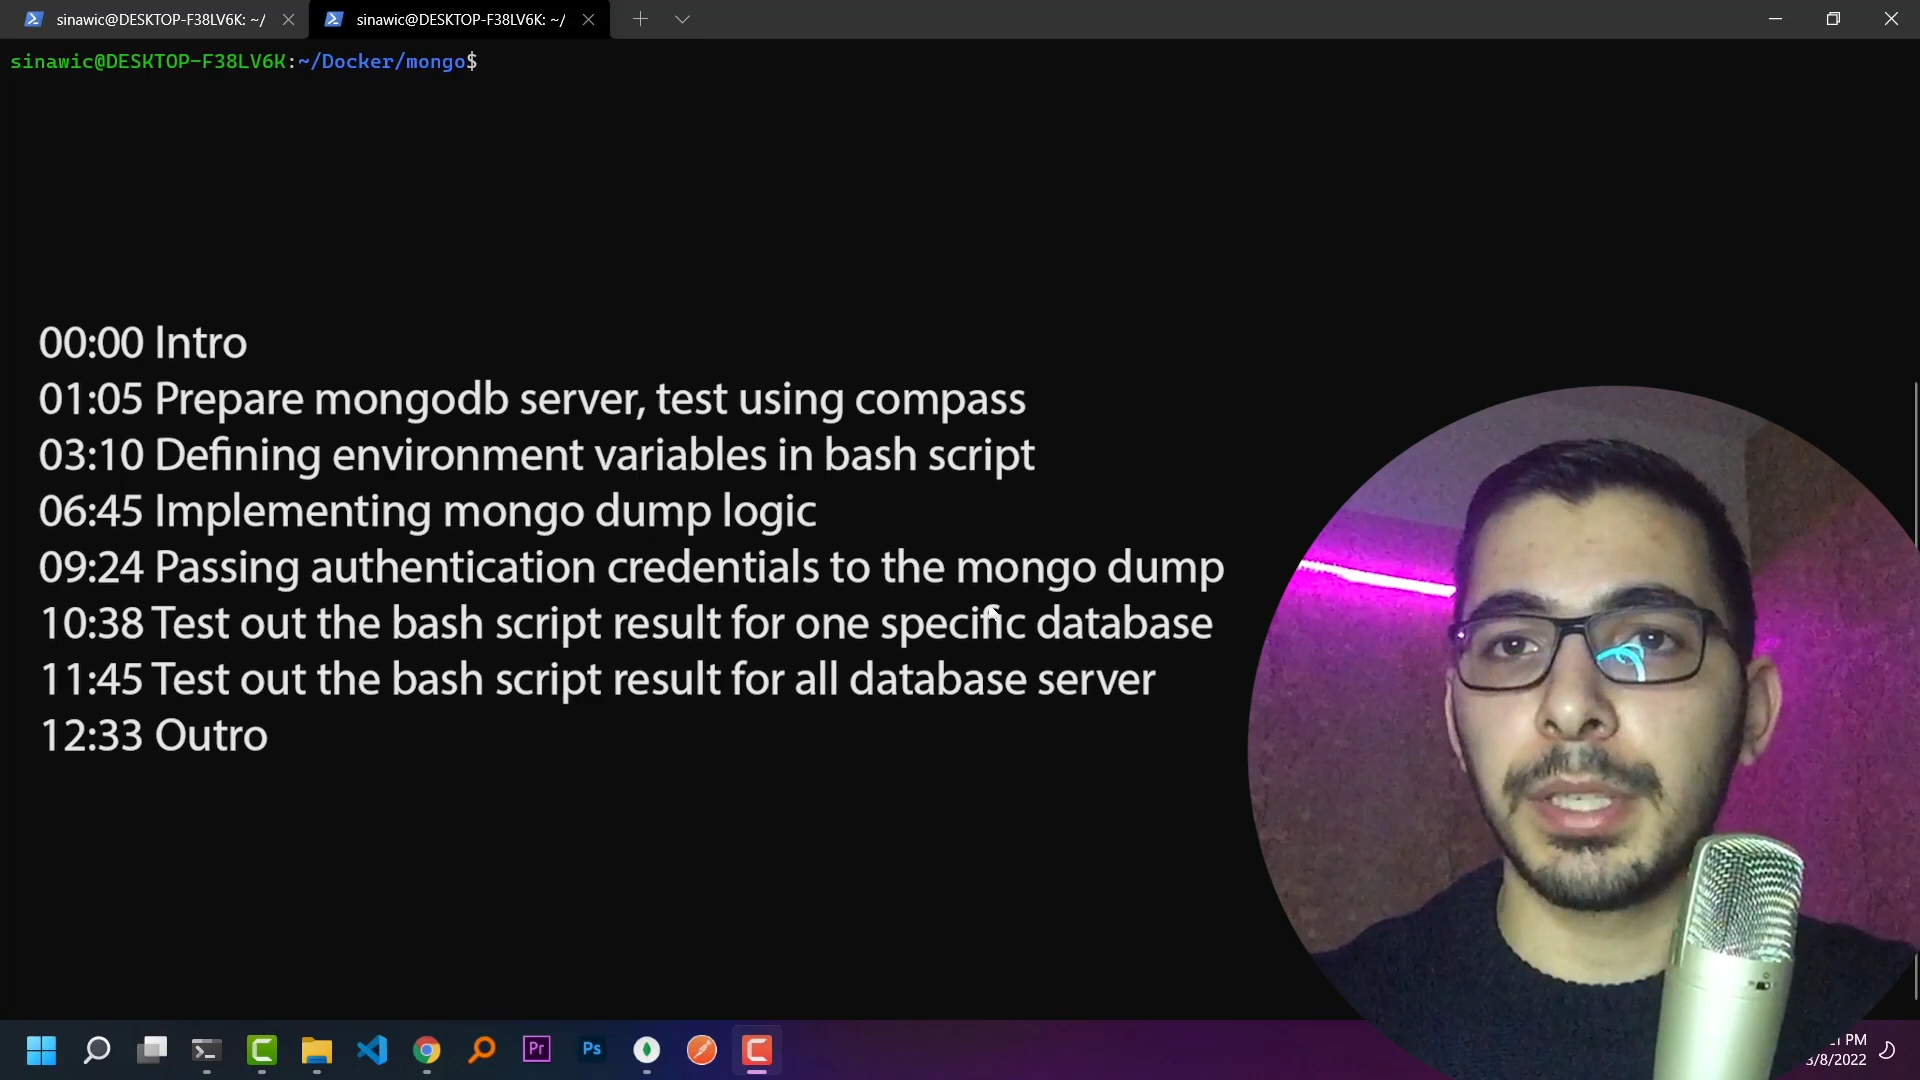 sinawic@DESKTOP-F38LV6K: ~/
sinawic@DESKTOP-F38LV6K: ~/
sinawic@DESKTOP-F38LV6K:~/Docker/mongo$
00:00 Intro
01:05 Prepare mongodb server, test using compass
03:10 Defining environment variables in bash script
06:45 Implementing mongo dump logic
09:24 Passing authentication credentials to the mongo dump
10:38 Test out the bash script result for one specific database
11:45 Test out the bash script result for all database server
12:33 Outro
Pr
Ps
PM
3/8/2022